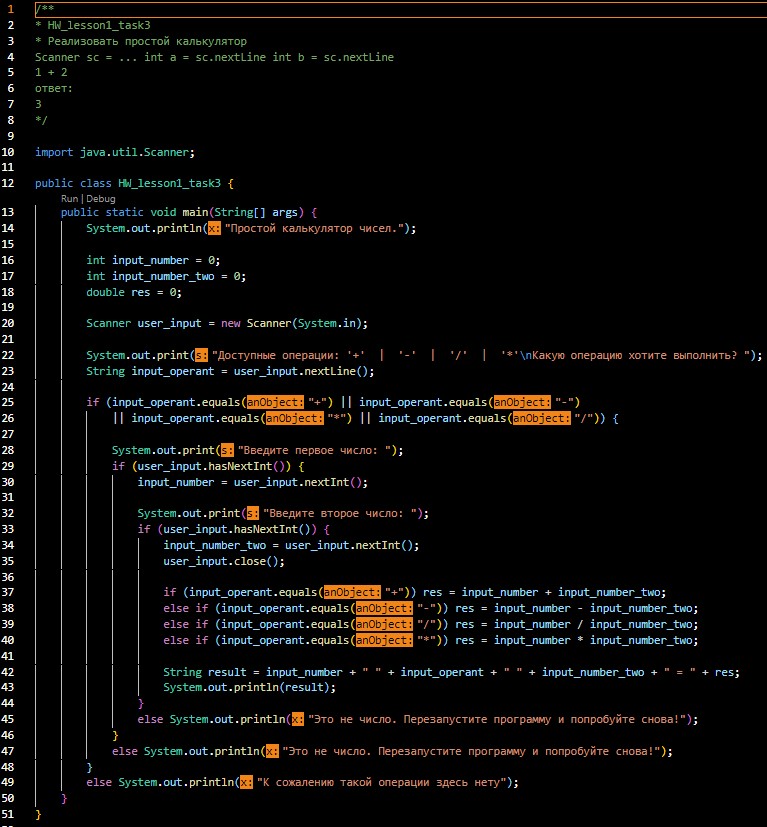 1 /**
2 * HW_lesson1_task3
3 * Реализовать простой калькулятор
4 Scanner sc = ... int a = sc.nextLine int b = sc.nextLine
5 1 + 2
6 ответ:
7 3
8 */
9
10 import java.util.Scanner;
11
12 public class HW_lesson1_task3 {
Run | Debug
13 public static void main(String[] args) {
14 System.out.println(x: "Простой калькулятор чисел.");
15
16 int input_number = 0;
17 int input_number_two = 0;
18 double res = 0;
19
20 Scanner user_input = new Scanner(System.in);
21
22 System.out.print(s: "Доступные операции: '+' | '-' | '/' | '*'\nКакую операцию хотите выполнить? ");
23 String input_operant = user_input.nextLine();
24
25 if (input_operant.equals(anObject: "+") || input_operant.equals(anObject: "-")
26 || input_operant.equals(anObject: "*") || input_operant.equals(anObject: "/")) {
27
28 System.out.print(s: "Введите первое число: ");
29 if (user_input.hasNextInt()) {
30 input_number = user_input.nextInt();
31
32 System.out.print(s: "Введите второе число: ");
33 if (user_input.hasNextInt()) {
34 input_number_two = user_input.nextInt();
35 user_input.close();
36
37 if (input_operant.equals(anObject: "+")) res = input_number + input_number_two;
38 else if (input_operant.equals(anObject: "-")) res = input_number - input_number_two;
39 else if (input_operant.equals(anObject: "/")) res = input_number / input_number_two;
40 else if (input_operant.equals(anObject: "*")) res = input_number * input_number_two;
41
42 String result = input_number + " " + input_operant + " " + input_number_two + " = " + res;
43 System.out.println(result);
44 }
45 else System.out.println(x: "Это не число. Перезапустите программу и попробуйте снова!");
46 }
47 else System.out.println(x: "Это не число. Перезапустите программу и попробуйте снова!");
48 }
49 else System.out.println(x: "К сожалению такой операции здесь нету");
50 }
51 }